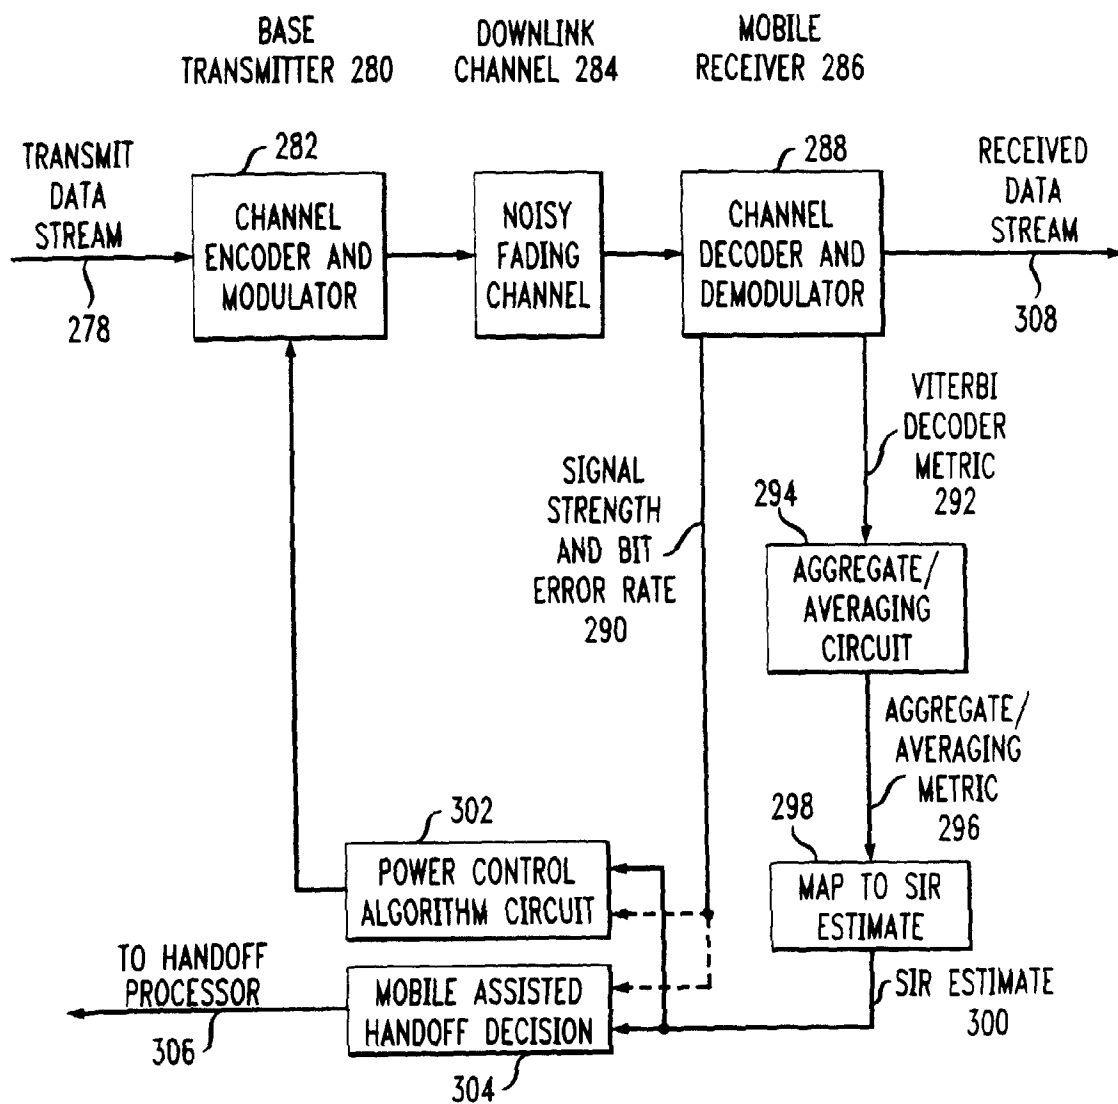 BASE
TRANSMITTER 280
DOWNLINK
CHANNEL 284
MOBILE
RECEIVER 286
TRANSMIT
DATA
STREAM
278
282
CHANNEL
ENCODER AND
MODULATOR
NOISY
FADING
CHANNEL
288
CHANNEL
DECODER AND
DEMODULATOR
RECEIVED
DATA
STREAM
308
VITERBI
DECODER
METRIC
292
SIGNAL
STRENGTH
AND BIT
ERROR RATE
290
294
AGGREGATE/
AVERAGING
CIRCUIT
AGGREGATE/
AVERAGING
METRIC
296
298
MAP TO SIR
ESTIMATE
302
POWER CONTROL
ALGORITHM CIRCUIT
TO HANDOFF
PROCESSOR
306
MOBILE ASSISTED
HANDOFF DECISION
304
SIR ESTIMATE
300